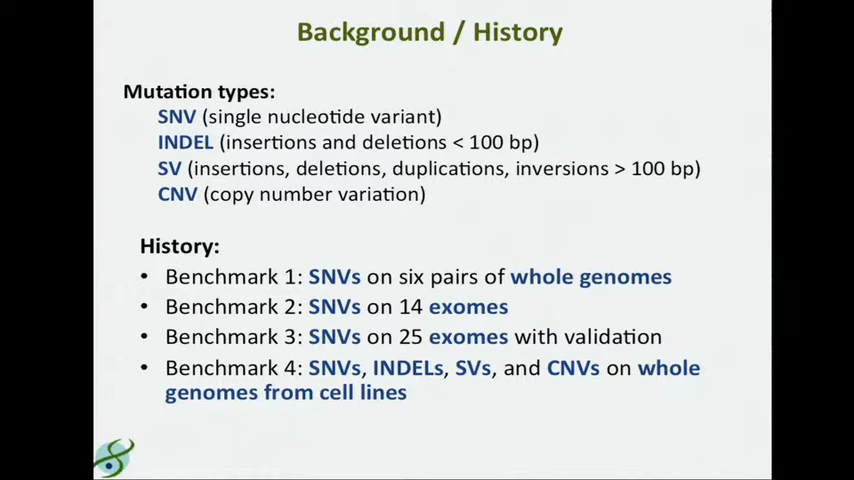 Background / History
Mutation types:
SNV (single nucleotide variant)
INDEL (insertions and deletions < 100 bp)
SV (insertions, deletions, duplications, inversions > 100 bp)
CNV (copy number variation)
History:
• Benchmark 1: SNVs on six pairs of whole genomes
• Benchmark 2: SNVs on 14 exomes
• Benchmark 3: SNVs on 25 exomes with validation
• Benchmark 4: SNVs, INDELs, SVs, and CNVs on whole
genomes from cell lines